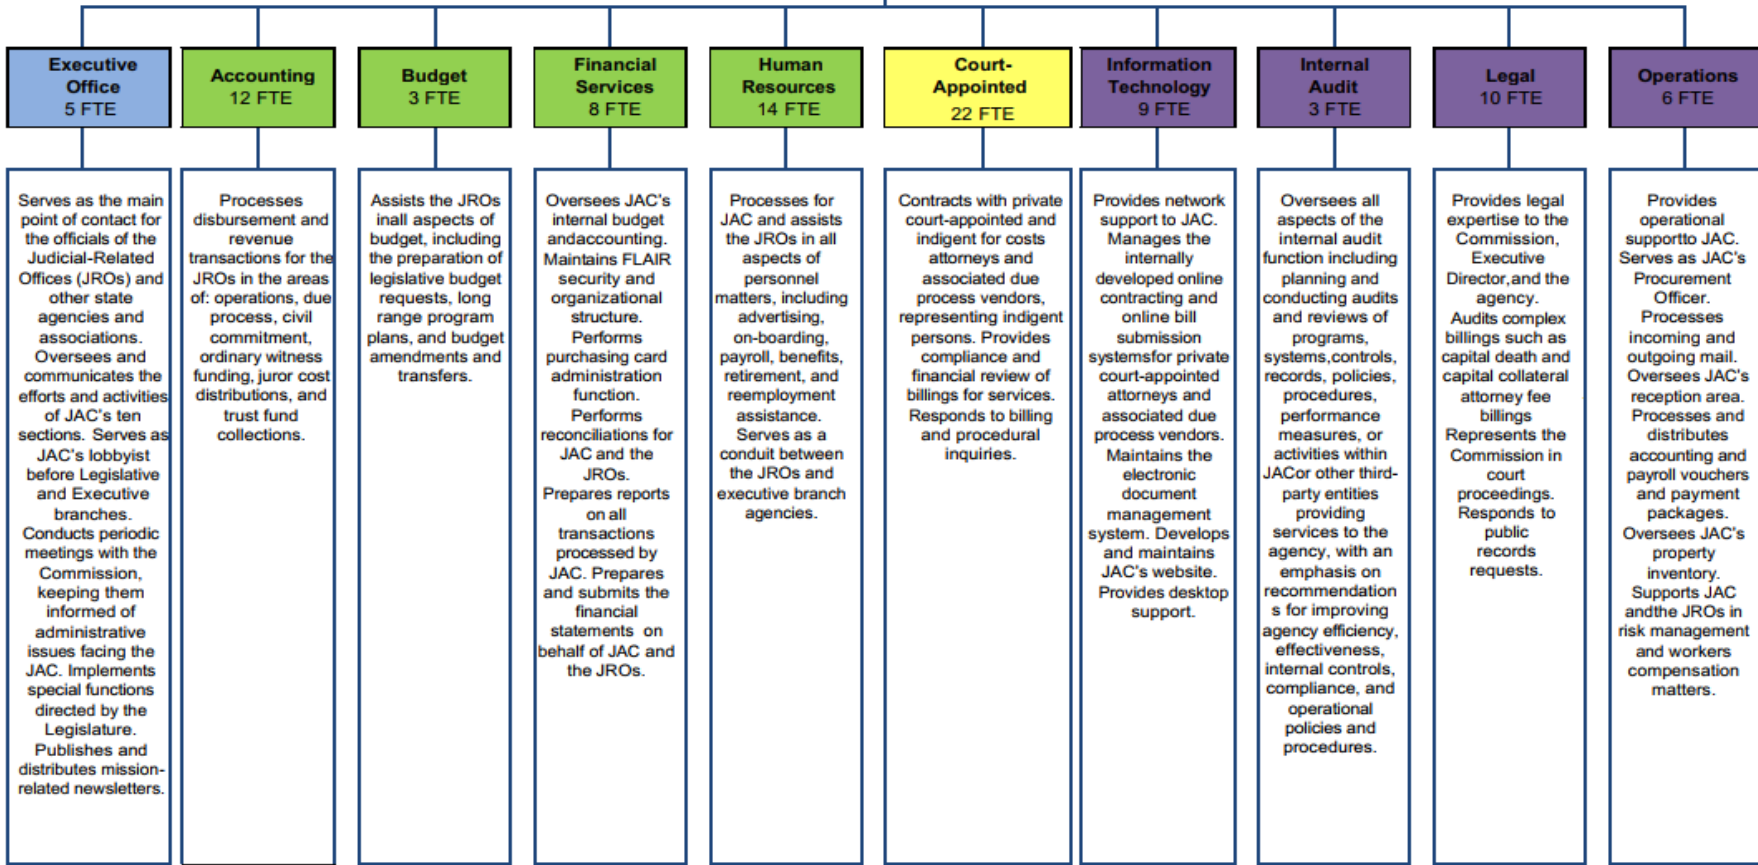 Executive
Office
5 FTE
Serves as the main
point of contact for
the officials of the
Judicial-Related
Offices (JROs) and
other state
agencies and
associations.
Oversees and
communicates the
efforts and activities
of JAC's ten
sections. Serves as
JAC's lobbyist
before Legislative
and Executive
branches.
Conducts periodic
meetings with the
Commission,
keeping them
informed of
administrative
issues facing the
JAC. Implements
special functions
directed by the
Legislature.
Publishes and
distributes mission-
related newsletters.
Accounting
12 FTE
Processes
disbursement and
revenue
transactions for the
JROs in the areas
of: operations, due
process, civil
commitment,
ordinary witness
funding, juror cost
distributions, and
trust fund
collections.
Budget
3 FTE
Assists the JROs
inall aspects of
budget, including
the preparation of
legislative budget
requests, long
range program
plans, and budget
amendments and
transfers.
Financial
Services
8 FTE
Oversees JAC's
internal budget
andaccounting.
Maintains FLAIR
security and
organizational
structure.
Performs
purchasing card
administration
function.
Performs
reconciliations for
JAC and the
JROs.
Prepares reports
on all
transactions
processed by
JAC. Prepares
and submits the
financial
statements on
behalf of JAC and
the JROs.
Human
Resources
14 FTE
Processes for
JAC and assists
the JROs in all
aspects of
personnel
matters, including
advertising,
on-boarding,
payroll, benefits,
retirement, and
reemployment
assistance.
Serves as a
conduit between
the JROs and
executive branch
agencies.
Court-
Appointed
22 FTE
Contracts with private
court-appointed and
indigent for costs
attorneys and
associated due
process vendors,
representing indigent
persons. Provides
compliance and
financial review of
billings for services.
Responds to billing
and procedural
inquiries.
Information
Technology
9 FTE
Provides network
support to JAC.
Manages the
internally
developed online
contracting and
online bill
submission
systemsfor private
court-appointed
attorneys and
associated due
process vendors.
Maintains the
electronic
document
management
system. Develops
and maintains
JAC's website.
Provides desktop
support.
Internal
Audit
3 FTE
Oversees all
aspects of the
internal audit
function including
planning and
conducting audits
and reviews of
programs,
systems,controls,
records, policies,
procedures,
performance
measures, or
activities within
JACor other third-
party entities
providing
services to the
agency, with an
emphasis on
recommendation
s for improving
agency efficiency,
effectiveness,
internal controls,
compliance, and
operational
policies and
procedures.
Legal
10 FTE
Provides legal
expertise to the
Commission,
Executive
Director,and the
agency.
Audits complex
billings such as
capital death and
capital collateral
attorney fee
billings
Represents the
Commission in
court
proceedings.
Responds to
public
records
requests.
Operations
6 FTE
Provides
operational
supportto JAC.
Serves as JAC's
Procurement
Officer.
Processes
incoming and
outgoing mail.
Oversees JAC's
reception area.
Processes and
distributes
accounting and
payroll vouchers
and payment
packages.
Oversees JAC's
property
inventory.
Supports JAC
andthe JROs in
risk management
and workers
compensation
matters.